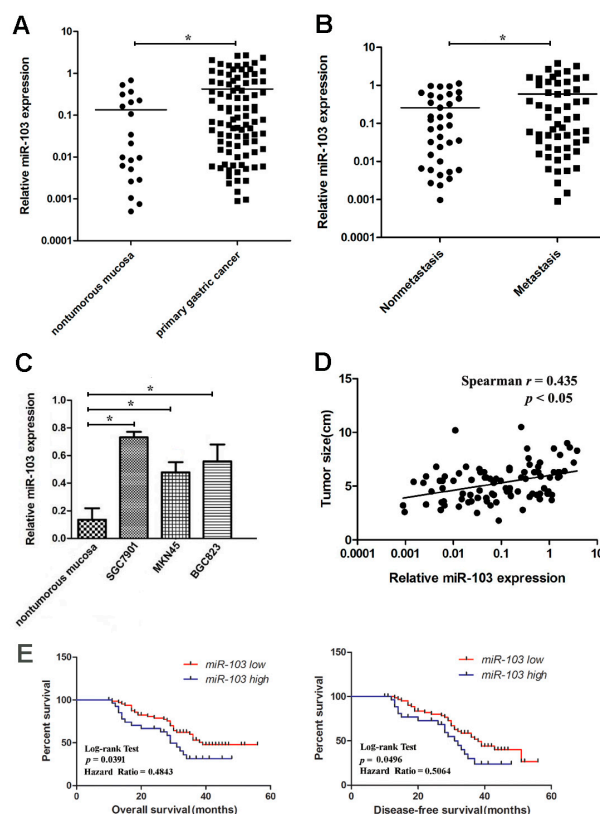 A
B
*
*
Relative miR-103 expression
10
1
0.1
0.01
0.001
0.0001
nontumorous mucosa
primary gastric cancer
Relative miR-103 expression
10
1
0.1
0.01
0.001
0.0001
Nonmetastasis
Metastasis
C
*
*
*
Relative miR-103 expression
1.0
0.8
0.6
0.4
0.2
0.0
nontumorous mucosa
SGC7901
MKN45
BGC823
D
Spearman r = 0.435
p < 0.05
Tumor size(cm)
15
10
5
0
0.0001
0.001
0.01
0.1
1
10
Relative miR-103 expression
E
Percent survival
150
100
50
0
miR-103 low
miR-103 high
Log-rank Test
p = 0.0391
Hazard Ratio = 0.4843
0 20 40 60
Overall survival(months)
Percent survival
150
100
50
0
miR-103 low
miR-103 high
Log-rank Test
p = 0.0496
Hazard Ratio = 0.5064
0 20 40 60
Disease-free survival(months)